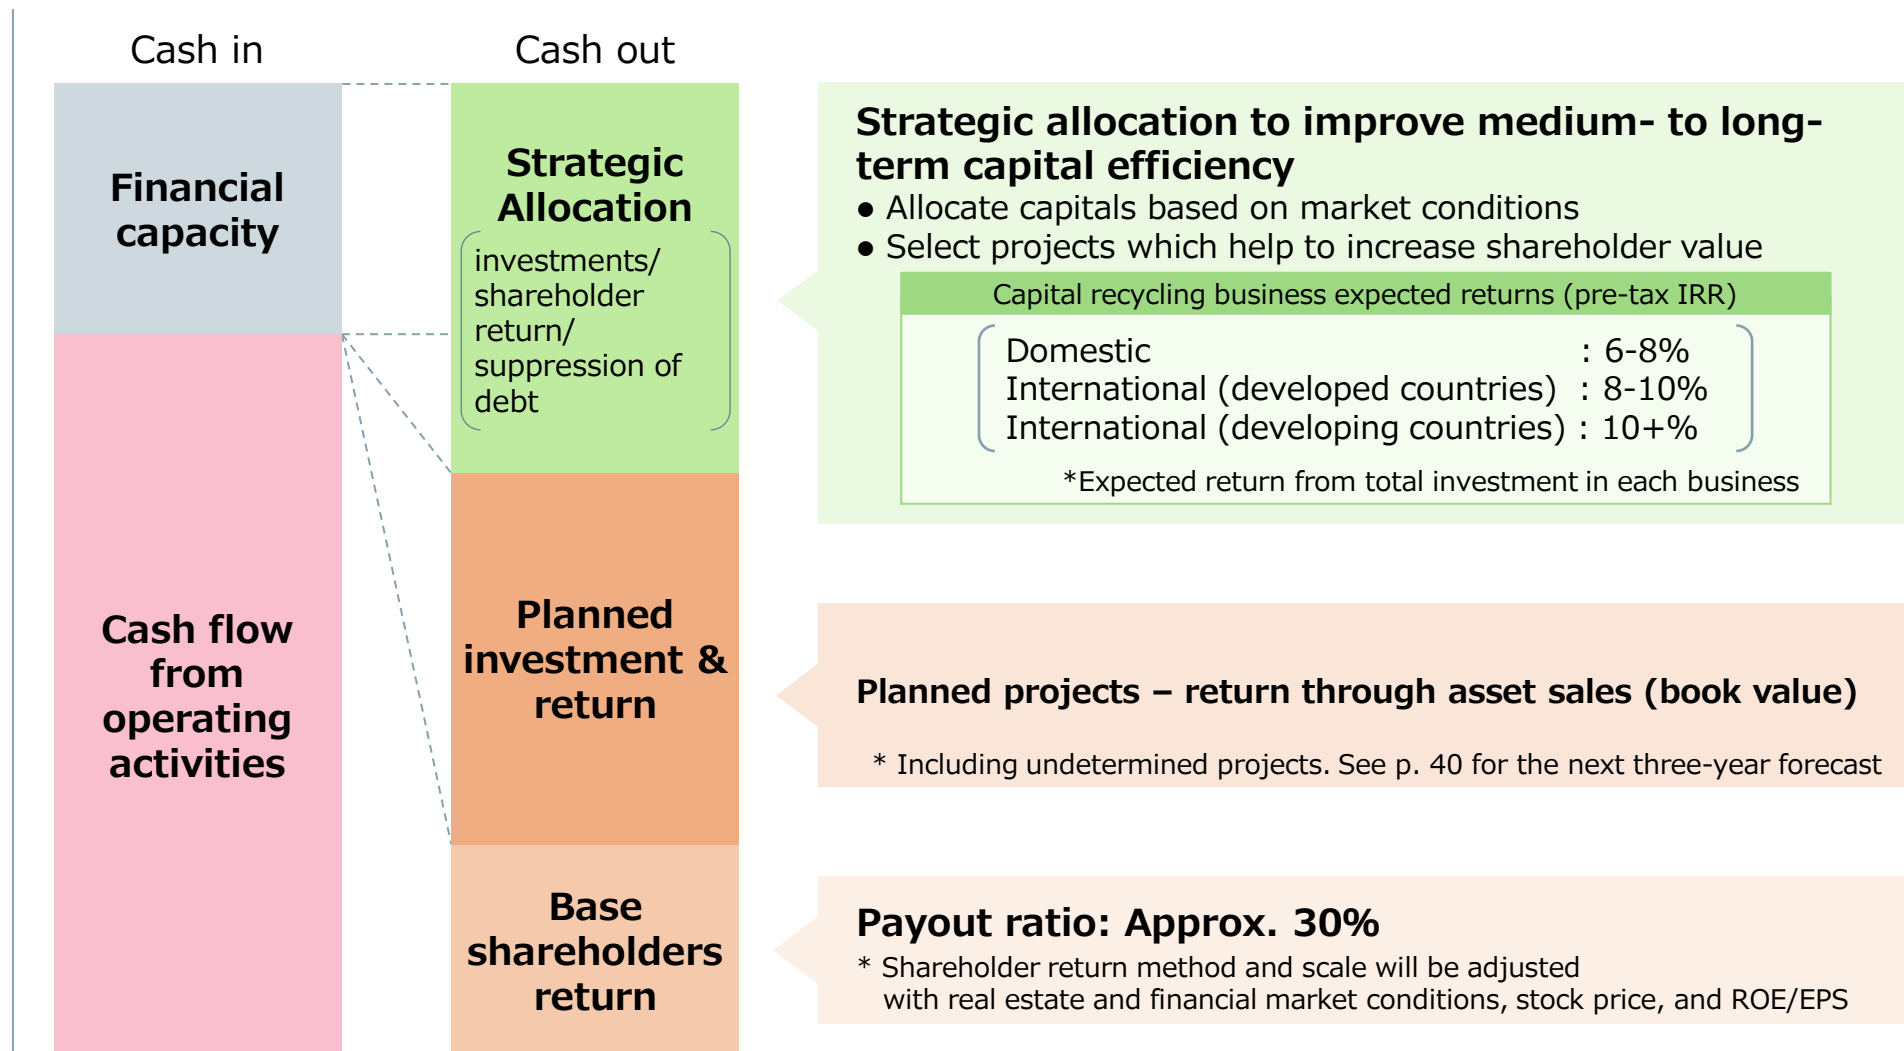 Cash in
Cash out
Financial
capacity
Cash flow
from
operating
activities
Strategic
Allocation
investments/
shareholder
return/
suppression of
debt
Planned
investment &
return
Base
shareholders
return
Strategic allocation to improve medium- to long-
term capital efficiency
● Allocate capitals based on market conditions
● Select projects which help to increase shareholder value
Capital recycling business expected returns (pre-tax IRR)
Domestic : 6-8%
International (developed countries) : 8-10%
International (developing countries) : 10+%
*Expected return from total investment in each business
Planned projects – return through asset sales (book value)
* Including undetermined projects. See p. 40 for the next three-year forecast
Payout ratio: Approx. 30%
* Shareholder return method and scale will be adjusted
with real estate and financial market conditions, stock price, and ROE/EPS